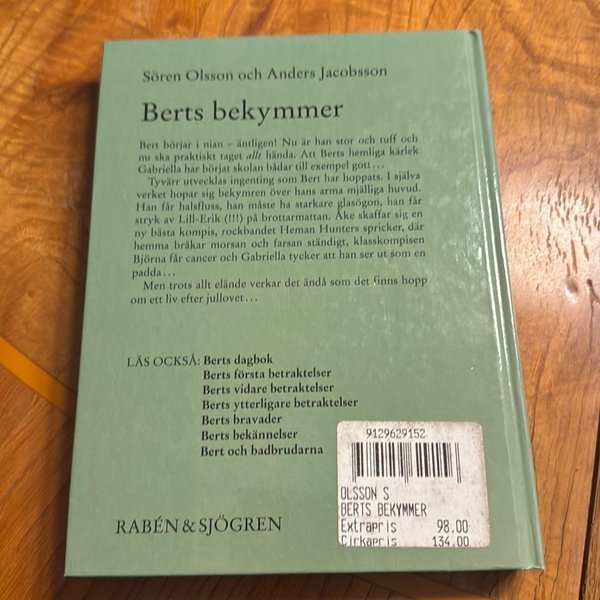 Sören Olsson och Anders Jacobsson
Berts bekymmer
Bert börjar i nian – äntligen! Nu är han stor och tuff och
nu ska praktiskt taget allt hända. Att Berts hemliga kärlek
Gabriella har börjat skolan bådar till exempel gott…
Tyvärr utvecklas ingenting som Bert har hoppats. I själva
verket hopar sig bekymren över hans arma mjälliga huvud.
Han får halsfluss, han måste ha starkare glasögon, han får
stryk av Lill-Erik (!!!) på brottarmattan. Åke skaffar sig en
ny bästa kompis, rockbandet Heman Hunters spricker, där
hemma bråkar morsan och farsan ständigt, klasskompisen
Björna får cancer och Gabriella tycker att han ser ut som en
padda…
Men trots allt elände verkar det ändå som det finns hopp
om ett liv efter jullovet…
LÄS OCKSÅ: Berts dagbok
Berts första betraktelser
Berts vidare betraktelser
Berts ytterligare betraktelser
Berts bravader
Berts bekännelser
Bert och badbrudarna
9129629152
OLSSON S
BERTS BEKYMMER
Extrapris 98.00
Cirkapris 134.00
RABÉN & SJÖGREN